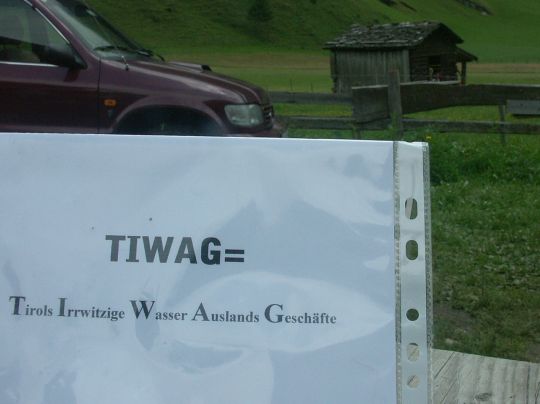 TIWAG=
Tirols Irrwitzige Wasser Auslands Geschäfte